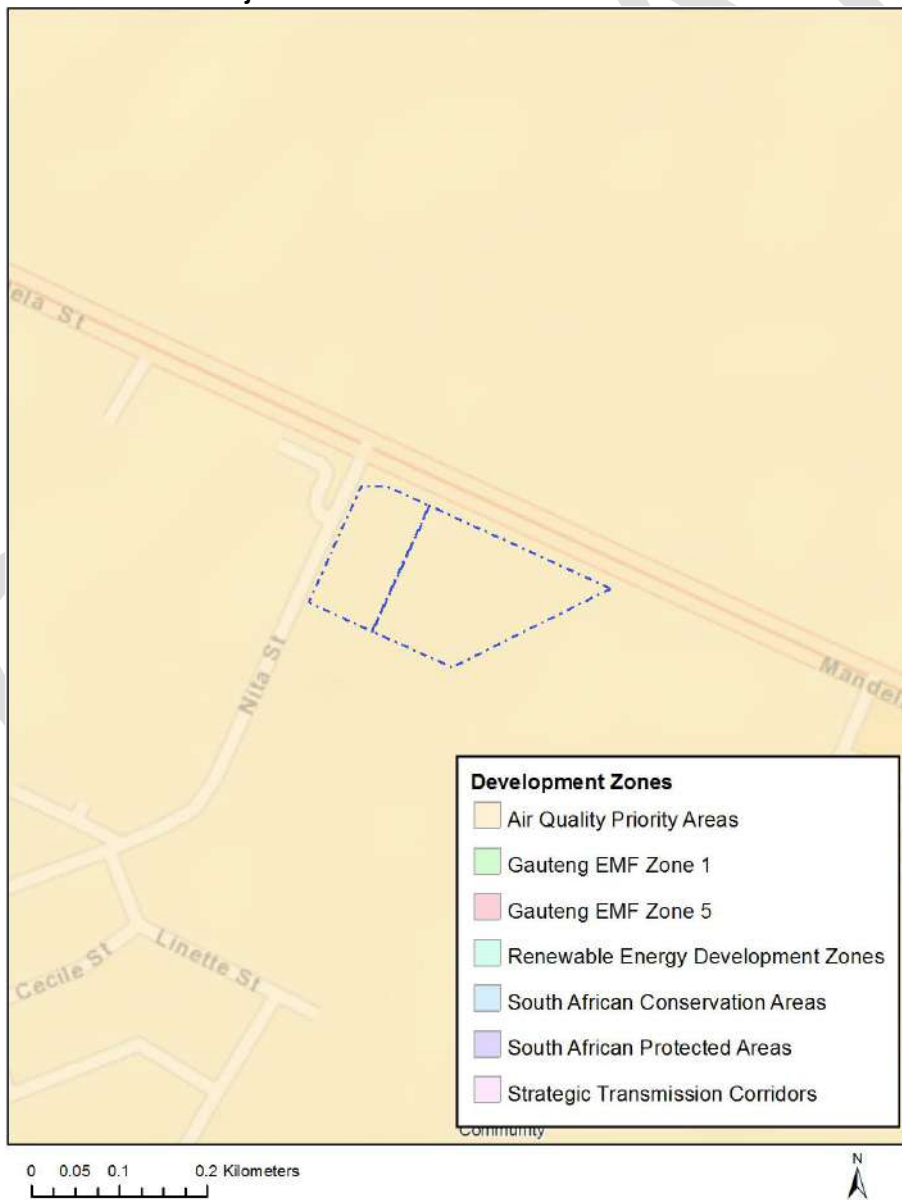 ela St
Nita St
Mandel
Linette St
Cecile St
Development Zones
Air Quality Priority Areas
Gauteng EMF Zone 1
Gauteng EMF Zone 5
Renewable Energy Development Zones
South African Conservation Areas
South African Protected Areas
Strategic Transmission Corridors
Community
0 0.05 0.1 0.2 Kilometers
N